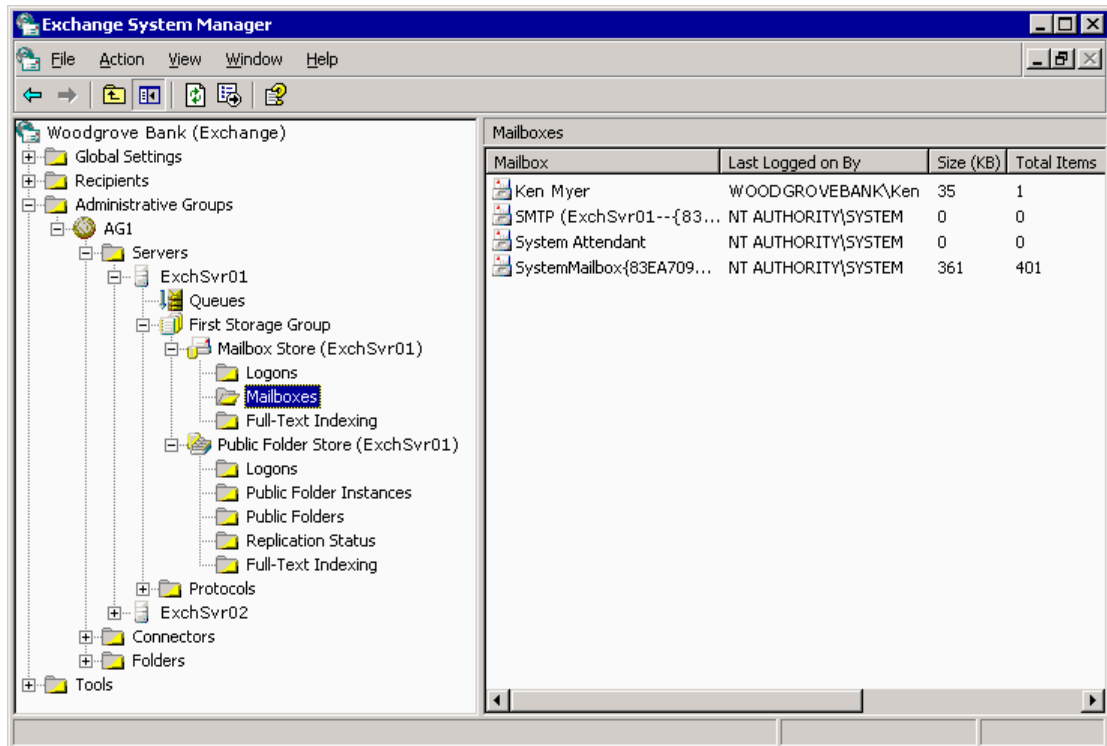 Exchange System Manager
File Action View Window Help
Woodgrove Bank (Exchange)
Global Settings
Recipients
Administrative Groups
AG1
Servers
ExchSvr01
Queues
First Storage Group
Mailbox Store (ExchSvr01)
Logons
Mailboxes
Full-Text Indexing
Public Folder Store (ExchSvr01)
Logons
Public Folder Instances
Public Folders
Replication Status
Full-Text Indexing
Protocols
ExchSvr02
Connectors
Folders
Tools
Mailboxes
Mailbox Last Logged on By Size (KB) Total Items
Ken Myer WOODGROVEBANK\Ken 35 1
SMTP (ExchSvr01--{83... NT AUTHORITY\SYSTEM 0 0
System Attendant NT AUTHORITY\SYSTEM 0 0
SystemMailbox{83EA709... NT AUTHORITY\SYSTEM 361 401